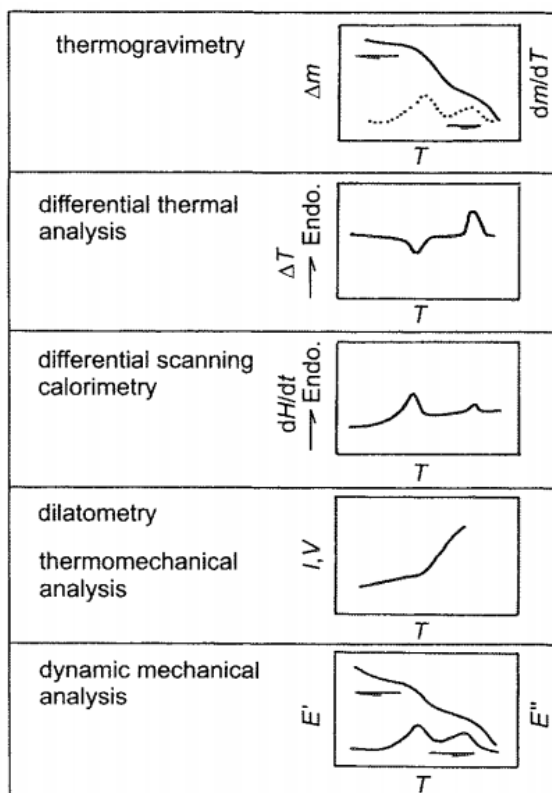 thermogravimetry
Δm
dm/dT
T
differential thermal
analysis
ΔT
→ Endo.
T
differential scanning
calorimetry
dH/dt
→ Endo.
T
dilatometry
thermomechanical
analysis
l,V
T
dynamic mechanical
analysis
E'
E"
T